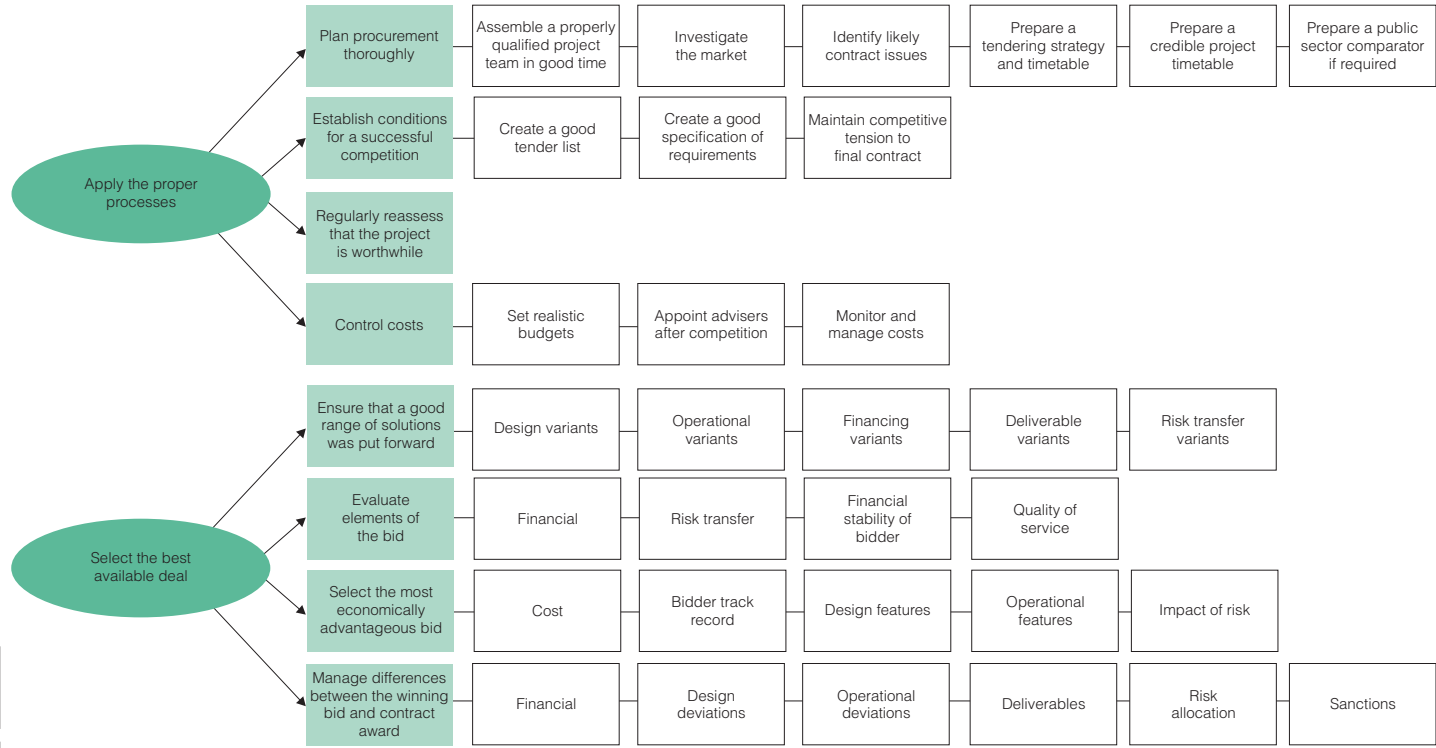 Plan procurement
thoroughly
Assemble a properly
qualified project
team in good time
Investigate
the market
Identify likely
contract issues
Prepare a
tendering strategy
and timetable
Prepare a
credible project
timetable
Prepare a public
sector comparator
if required
Establish conditions
for a successful
competition
Create a good
tender list
Create a good
specification of
requirements
Maintain competitive
tension to
final contract
Apply the proper
processes
Regularly reassess
that the project
is worthwhile
Control costs
Set realistic
budgets
Appoint advisers
after competition
Monitor and
manage costs
Ensure that a good
range of solutions
was put forward
Design variants
Operational
variants
Financing
variants
Deliverable
variants
Risk transfer
variants
Evaluate
elements of
the bid
Financial
Risk transfer
Financial
stability of
bidder
Quality of
service
Select the best
available deal
Select the most
economically
advantageous bid
Cost
Bidder track
record
Design features
Operational
features
Impact of risk
Manage differences
between the winning
bid and contract
award
Financial
Design
deviations
Operational
deviations
Deliverables
Risk
allocation
Sanctions